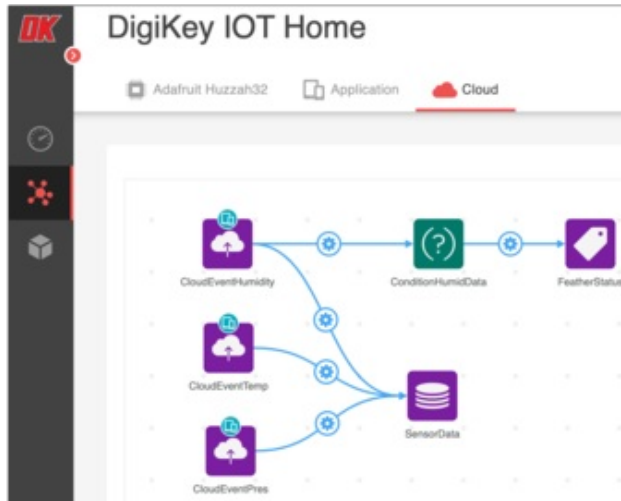 DK
DigiKey IOT Home
Adafruit Huzzah32
Application
Cloud
CloudEventHumidity
(?)
ConditionHumidData
FeatherStatus
CloudEventTemp
SensorData
CloudEventPres